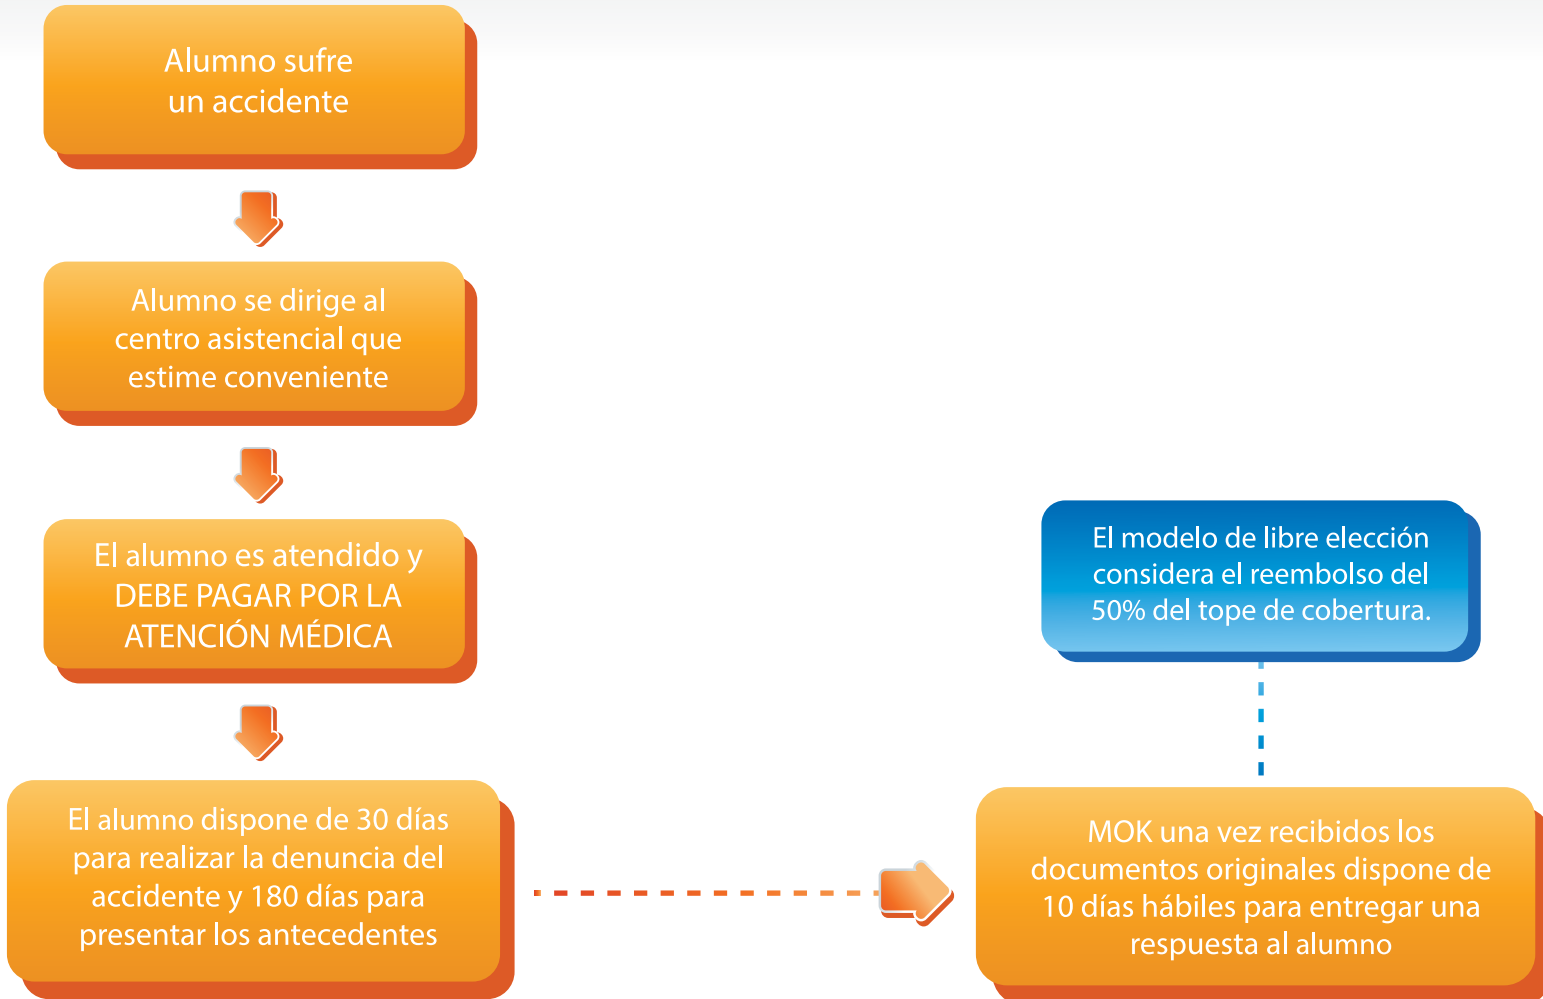 Alumno sufre
un accidente
Alumno se dirige al
centro asistencial que
estime conveniente
El alumno es atendido y
DEBE PAGAR POR LA
ATENCIÓN MÉDICA
El alumno dispone de 30 días
para realizar la denuncia del
accidente y 180 días para
presentar los antecedentes
El modelo de libre elección
considera el reembolso del
50% del tope de cobertura.
MOK una vez recibidos los
documentos originales dispone de
10 días hábiles para entregar una
respuesta al alumno